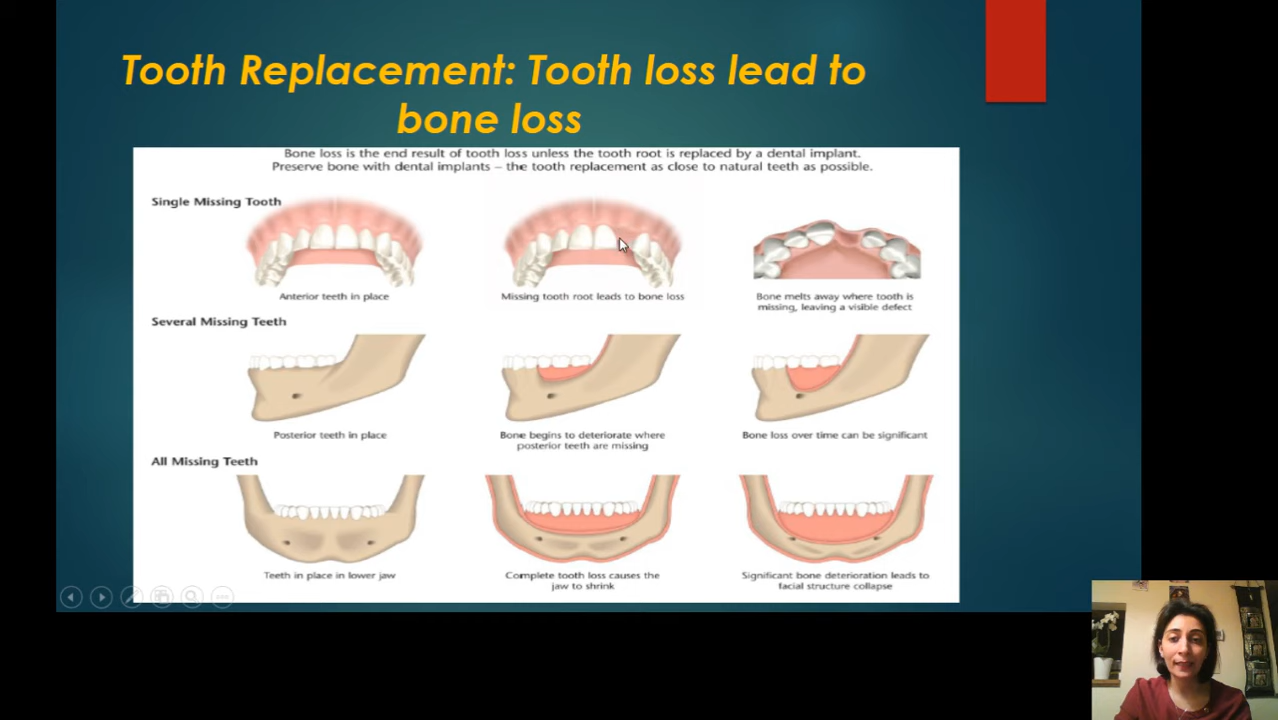 Tooth Replacement: Tooth loss lead to
bone loss
Bone loss is the end result of tooth loss unless the tooth root is replaced by a dental implant.
Preserve bone with dental implants – the tooth replacement as close to natural teeth as possible.
Single Missing Tooth
Anterior teeth in place
Missing tooth root leads to bone loss
Bone melts away where tooth is
missing, leaving a visible defect
Several Missing Teeth
Posterior teeth in place
Bone begins to deteriorate where
posterior teeth are missing
Bone loss over time can be significant
All Missing Teeth
Teeth in place in lower jaw
Complete tooth loss causes the
jaw to shrink
Significant bone deterioration leads to
facial structure collapse